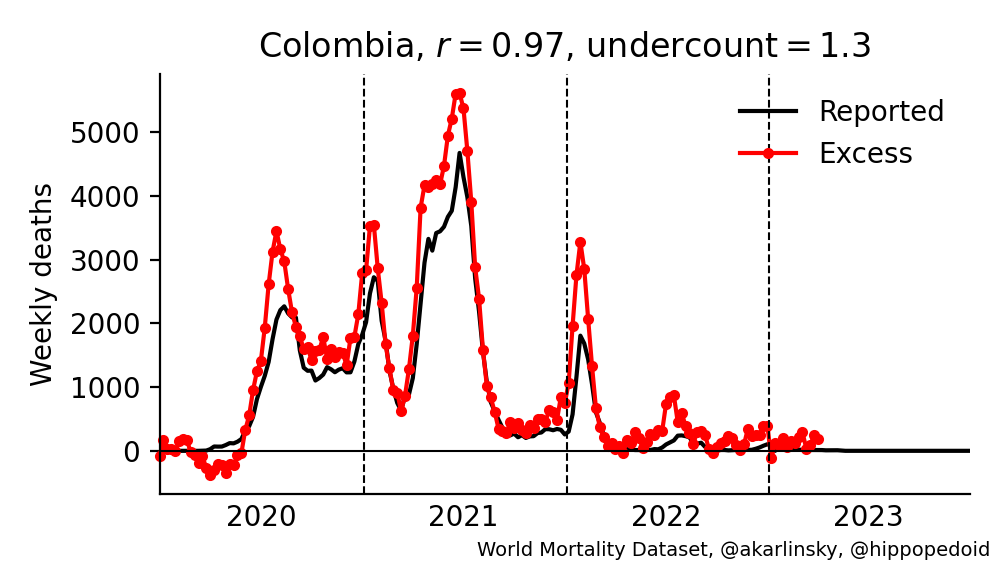 Colombia, r = 0.97, undercount = 1.3
Reported
Excess
Weekly deaths
5000
4000
3000
2000
1000
0
2020 2021 2022 2023
World Mortality Dataset, @akarlinsky, @hippopedoid